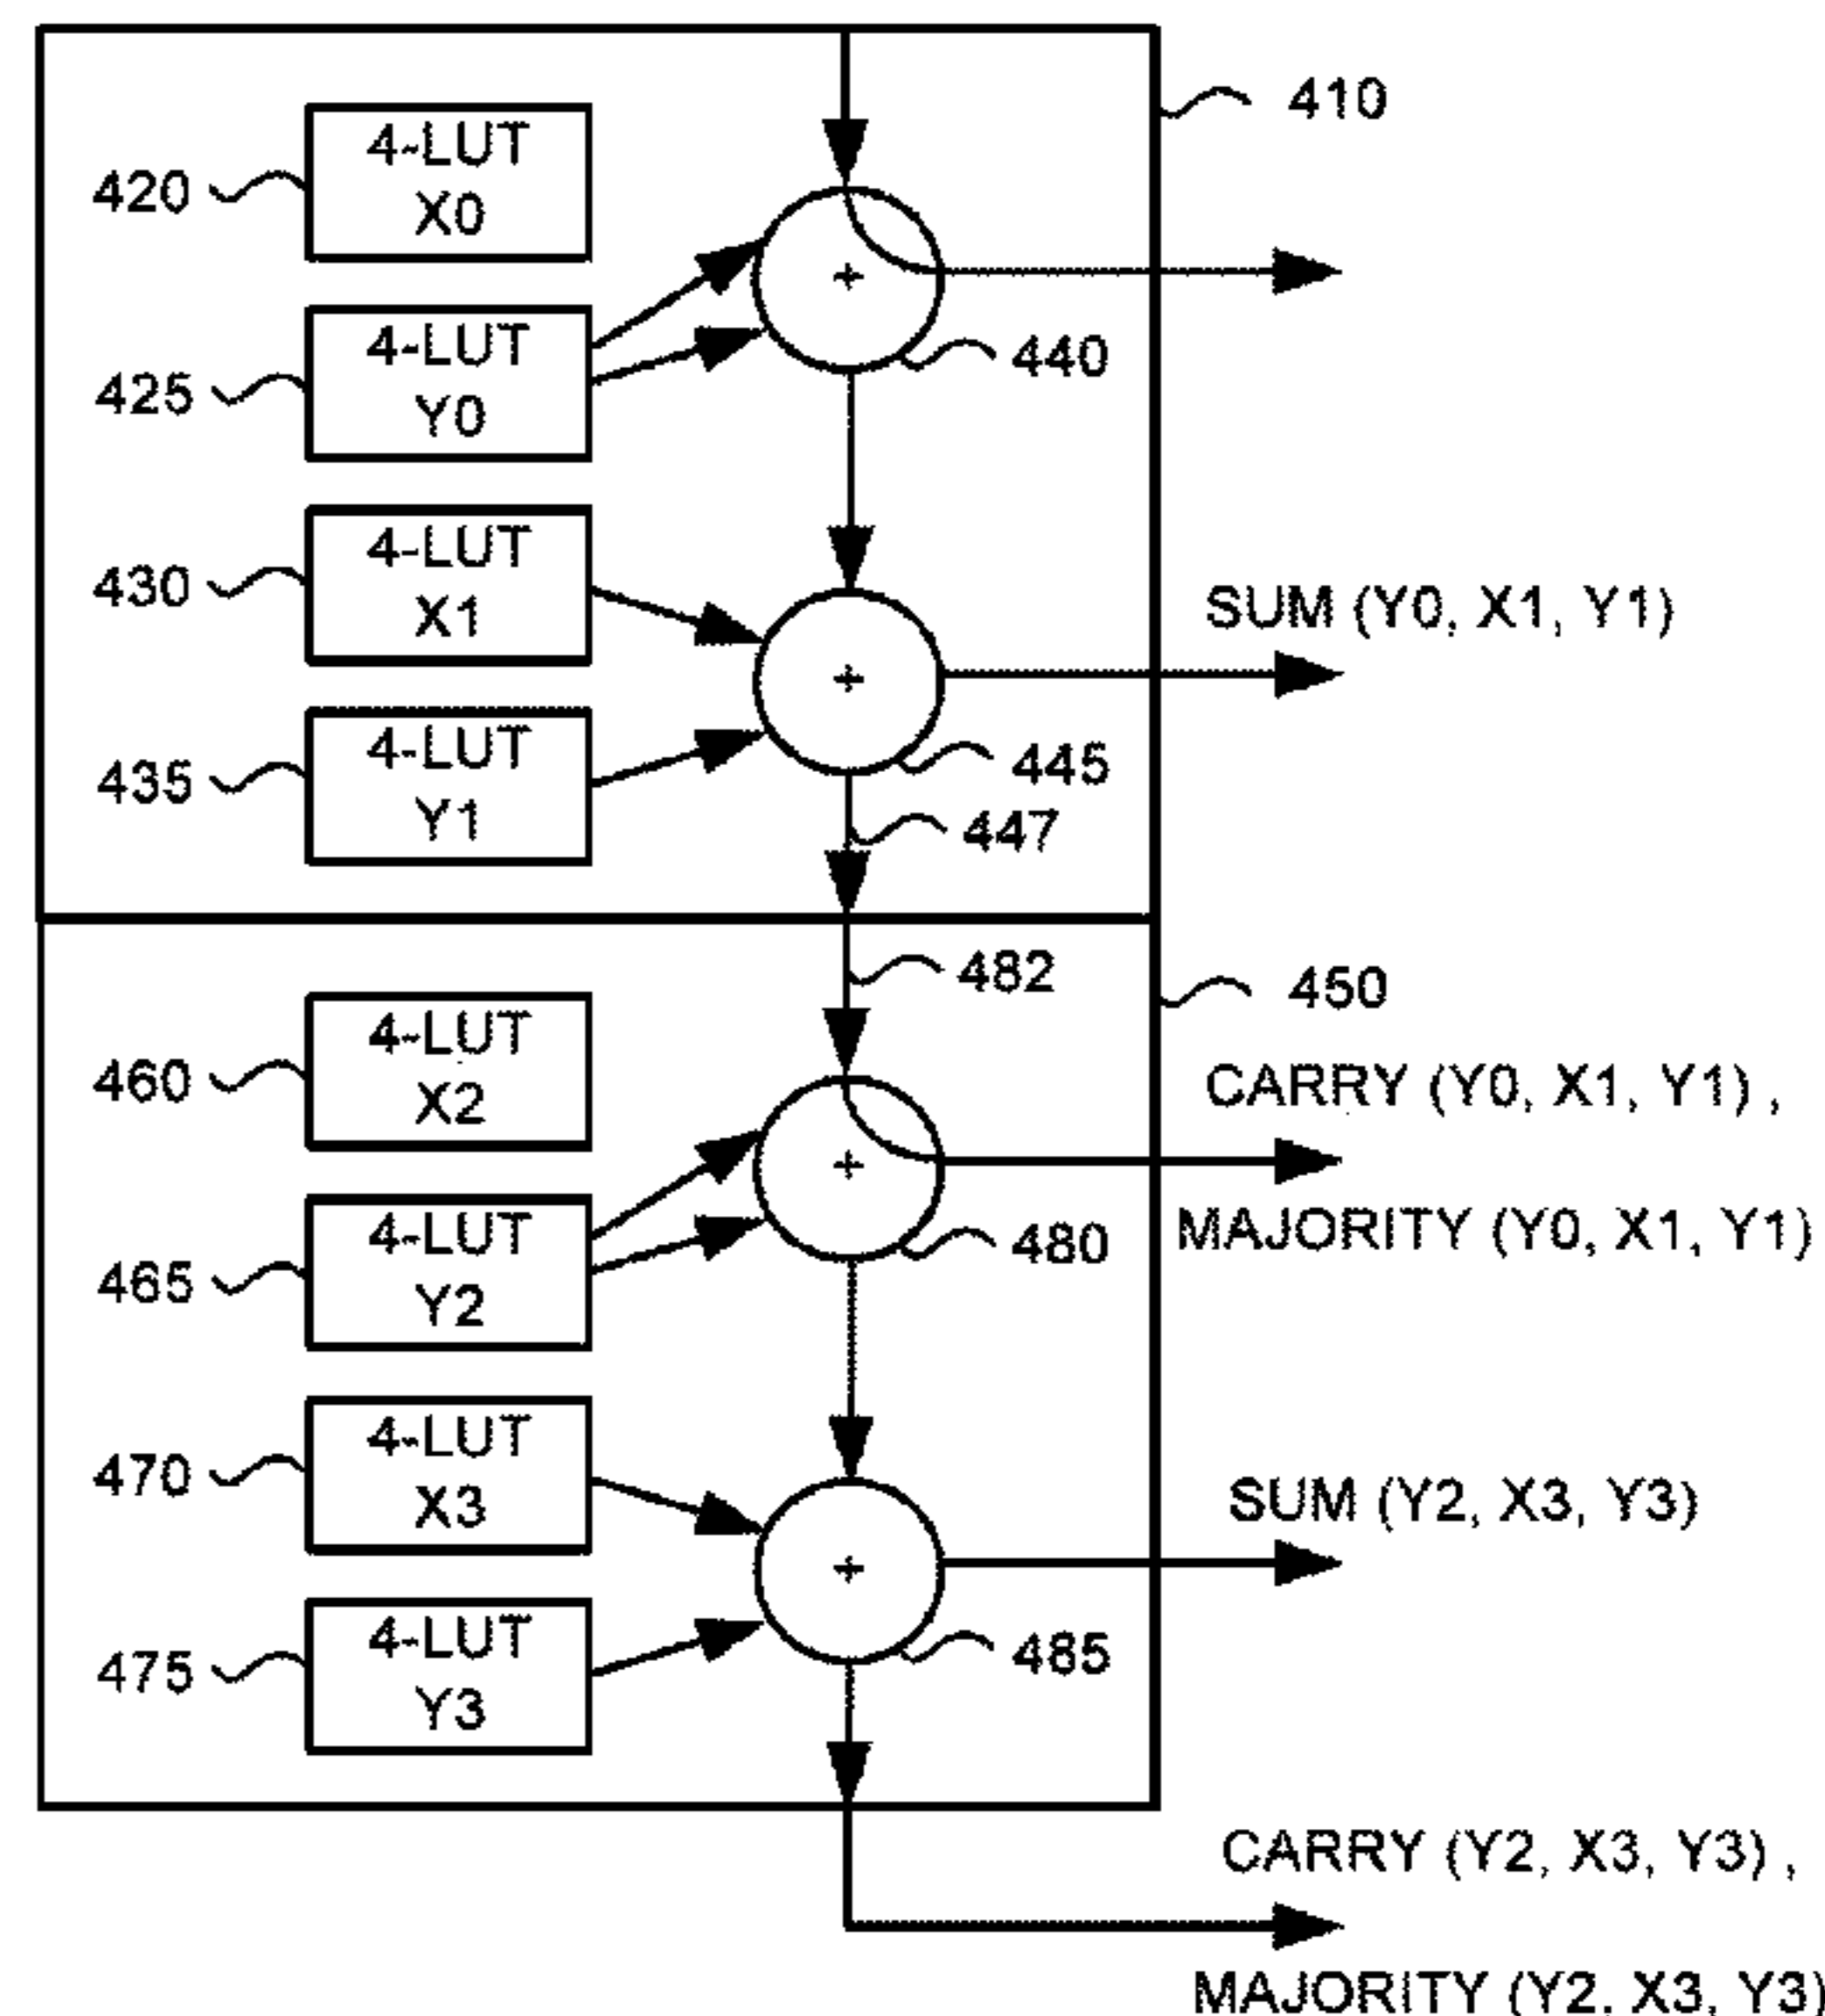 410
4-LUT
X0
420
4-LUT
Y0
425
440
4-LUT
X1
430
SUM (Y0, X1, Y1)
4-LUT
Y1
435
445
447
482
450
4-LUT
X2
460
CARRY (Y0, X1, Y1) ,
MAJORITY (Y0, X1, Y1)
4-LUT
Y2
465
480
4-LUT
X3
470
SUM (Y2, X3, Y3)
4-LUT
Y3
475
485
CARRY (Y2, X3, Y3) ,
MAJORITY (Y2, X3, Y3)
+
+
+
+